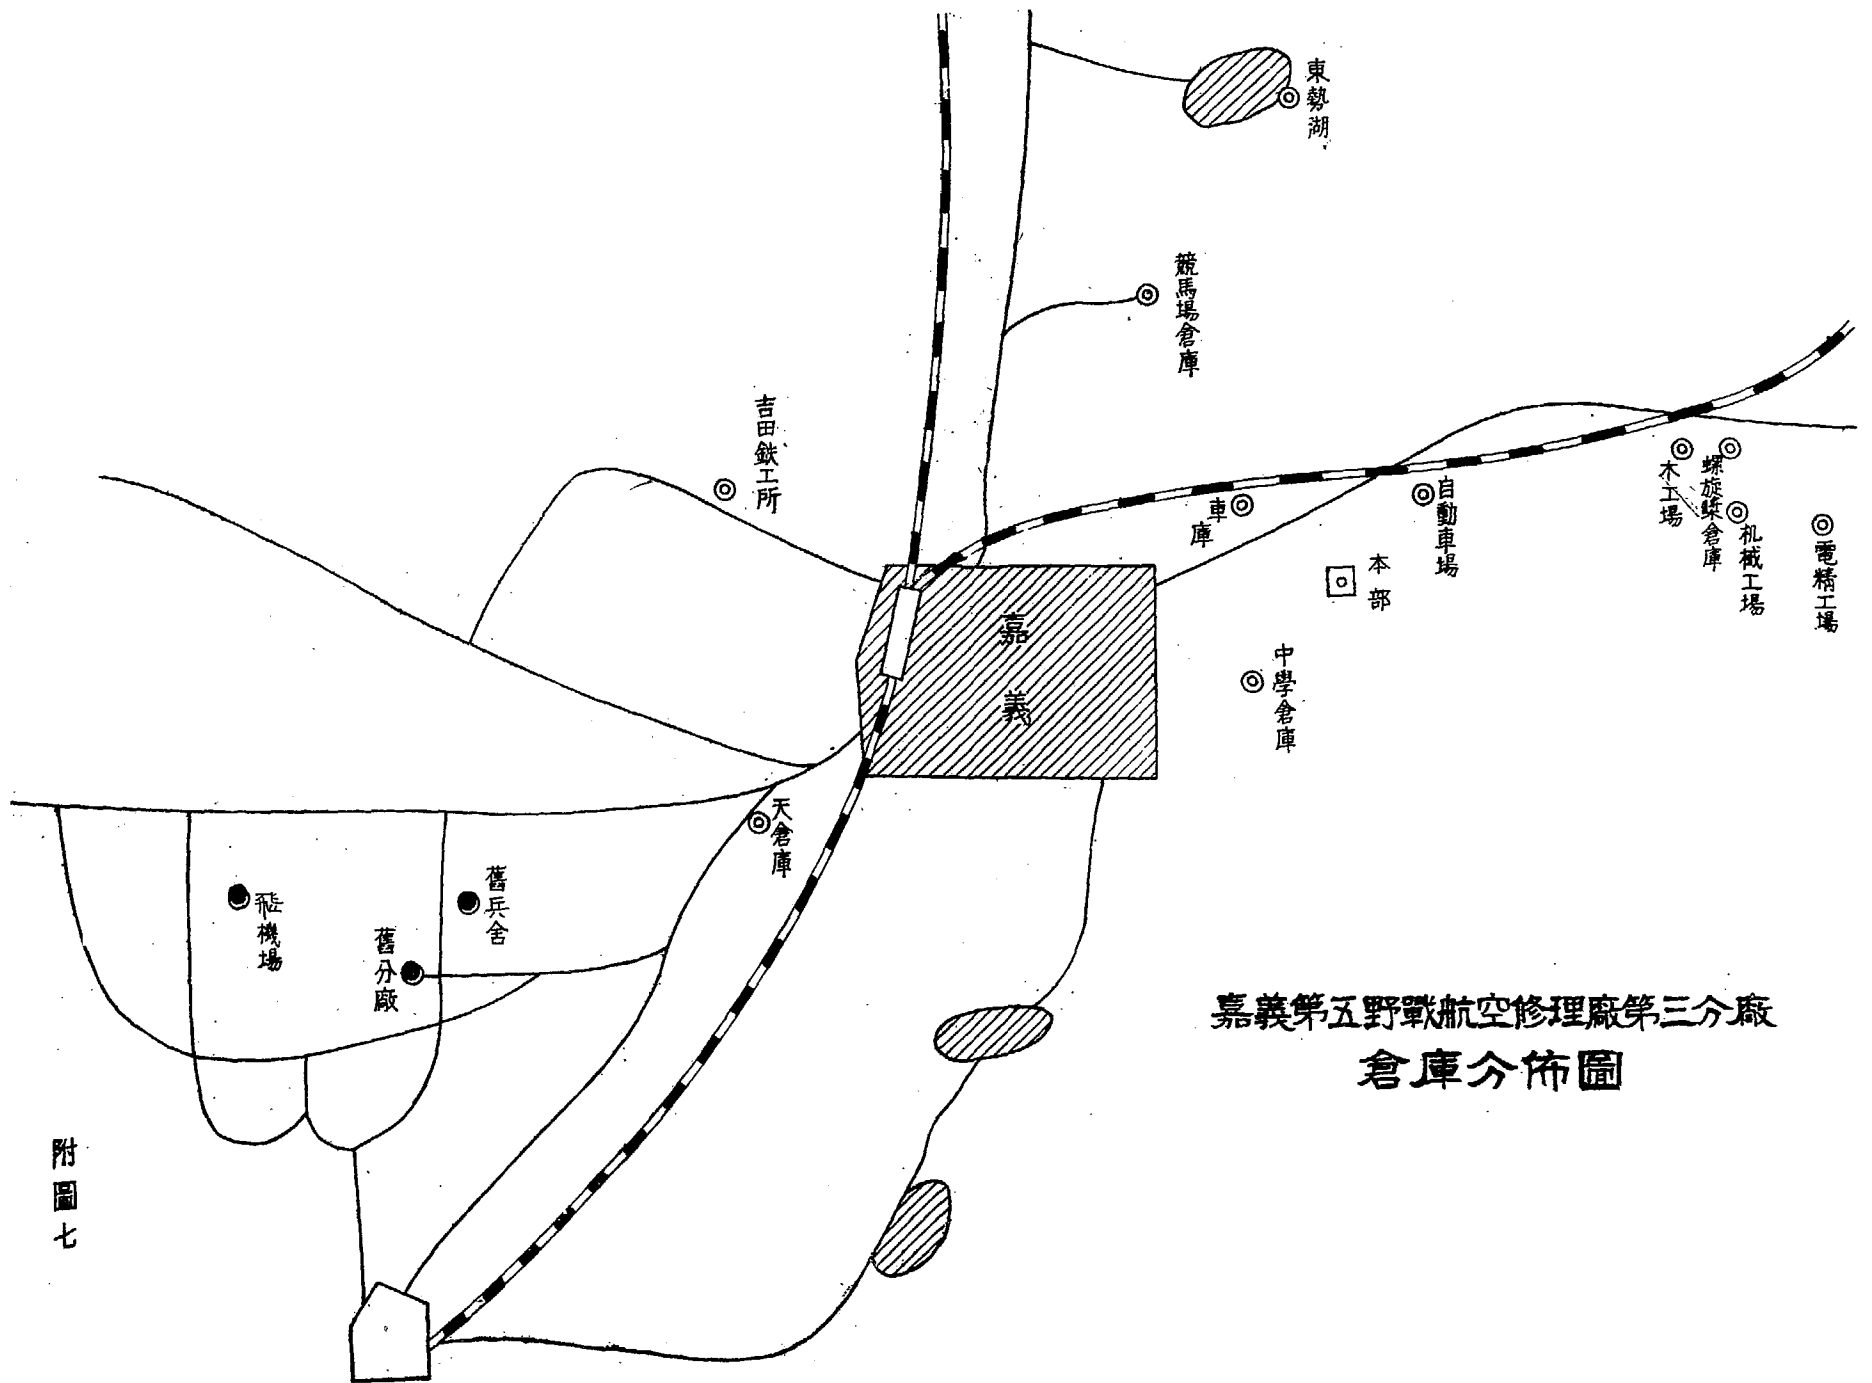 東勢湖
競馬場倉庫
吉田鉄工所
木工場
螺旋槳倉庫
机械工場
電精工場
自動車場
車庫
本部
中學倉庫
嘉義
天倉庫
飛機場
舊兵舍
舊分廠
嘉義第五野戰航空修理廠第三分廠
倉庫分佈圖
附圖七